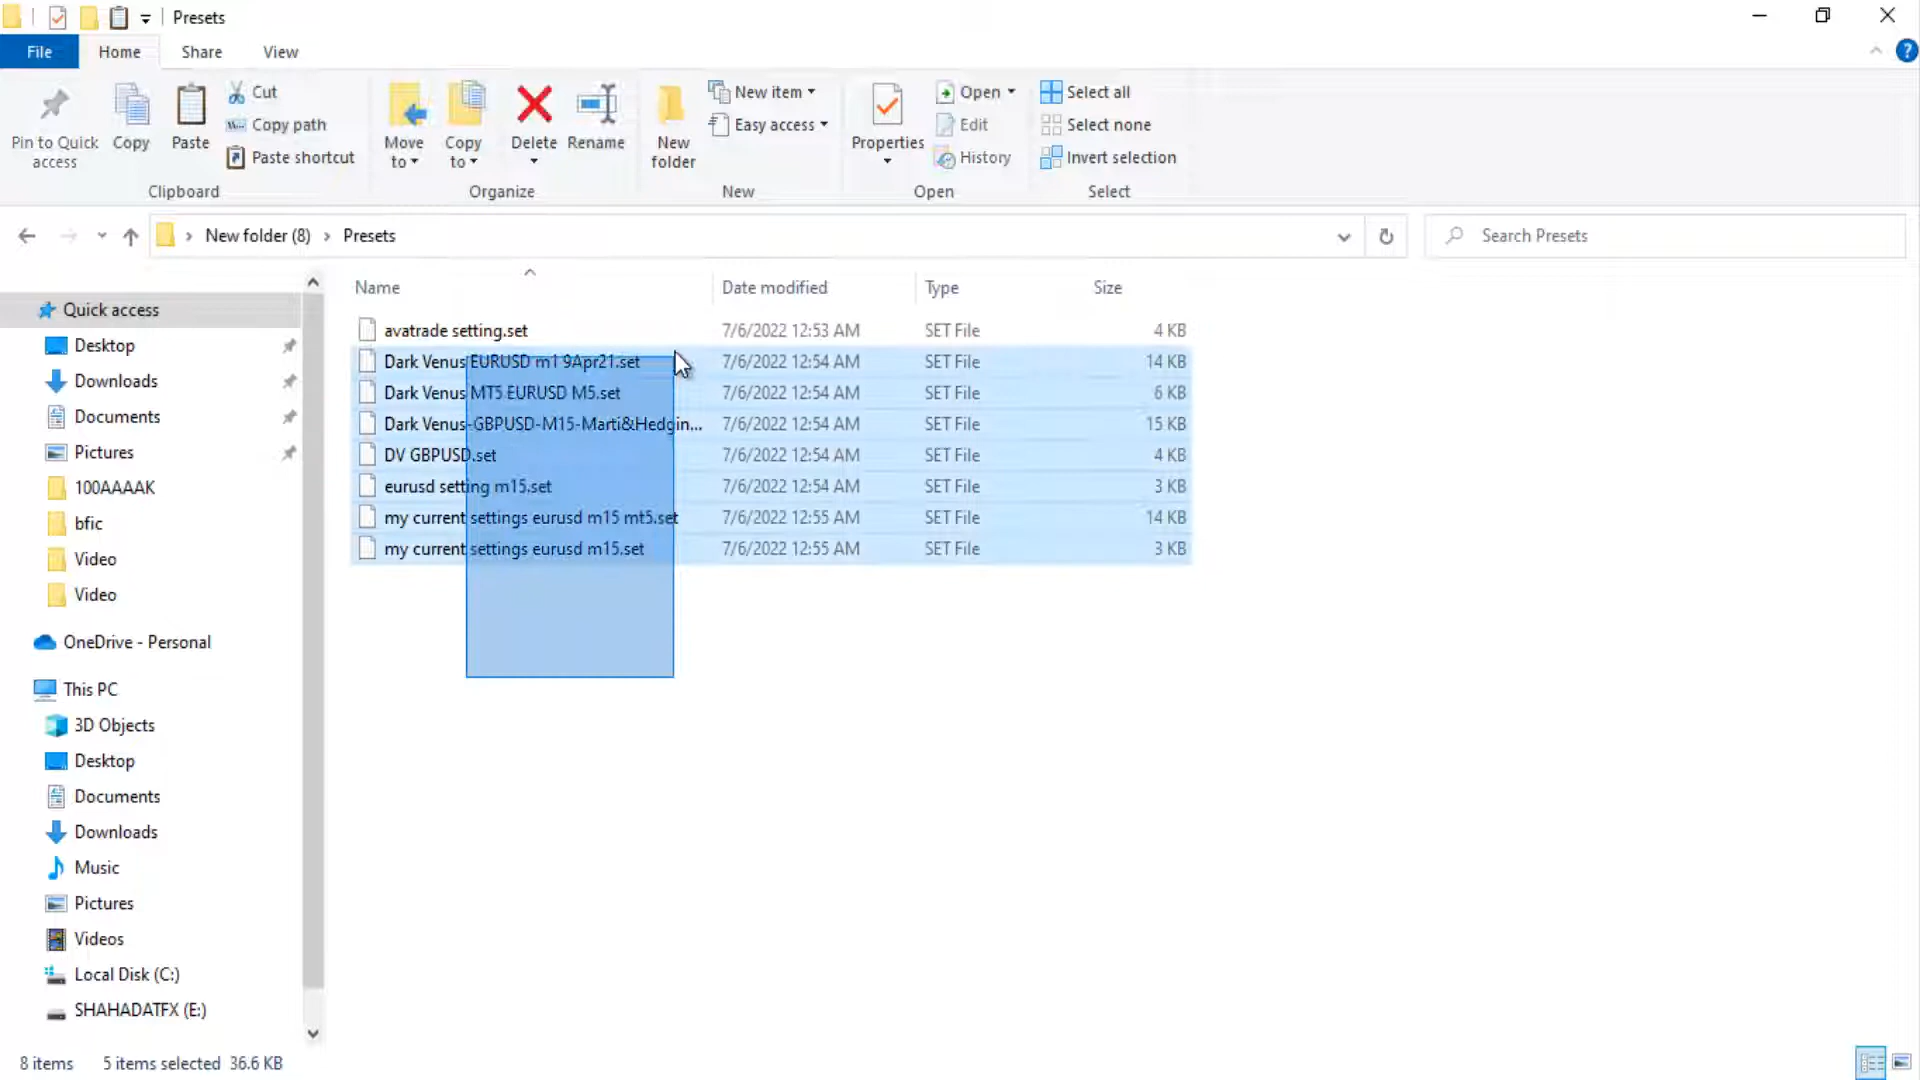 Presets
File Home Share View
Pin to Quick access
Copy
Paste
Cut
Copy path
Paste shortcut
Clipboard
Move to
Copy to
Delete
Rename
Organize
New folder
New item
Easy access
New
Properties
Open
Edit
History
Open
Select all
Select none
Invert selection
Select
New folder (8) › Presets
Search Presets
Quick access
Desktop
Downloads
Documents
Pictures
100AAAAK
bfic
Video
Video
OneDrive - Personal
This PC
3D Objects
Desktop
Documents
Downloads
Music
Pictures
Videos
Local Disk (C:)
SHAHADATFX (E:)
Name Date modified Type Size
avatrade setting.set 7/6/2022 12:53 AM SET File 4 KB
Dark Venus EURUSD m1 9Apr21.set 7/6/2022 12:54 AM SET File 14 KB
Dark Venus MT5 EURUSD M5.set 7/6/2022 12:54 AM SET File 6 KB
Dark Venus-GBPUSD-M15-Marti&Hedgin... 7/6/2022 12:54 AM SET File 15 KB
DV GBPUSD.set 7/6/2022 12:54 AM SET File 4 KB
eurusd setting m15.set 7/6/2022 12:54 AM SET File 3 KB
my current settings eurusd m15 mt5.set 7/6/2022 12:55 AM SET File 14 KB
my current settings eurusd m15.set 7/6/2022 12:55 AM SET File 3 KB
8 items 5 items selected 36.6 KB